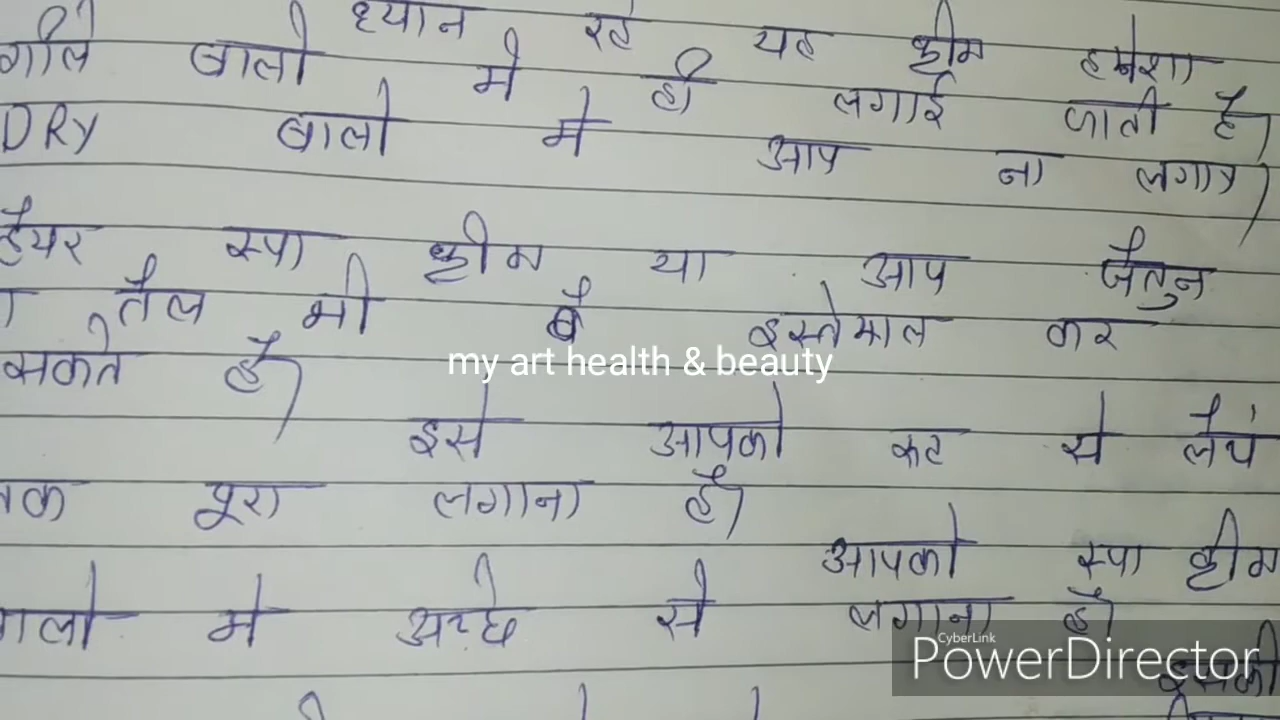 ध्यान रहे यह क्रीम हमेशा
गीले बालो मे ही लगाई जाती है।
DRY बालो मे आप ना लगाए।
हैयर स्पा क्रीम या आप जैतुन
तैल भी इस्तेमाल कर
my art health & beauty
सकते है।
इसे आपको रूट से लेंथ
तक पूरा लगाना है।
आपको स्पा क्रीम
बालो मे अच्छे से लगाना है।
CyberLink
PowerDirector
इसकी